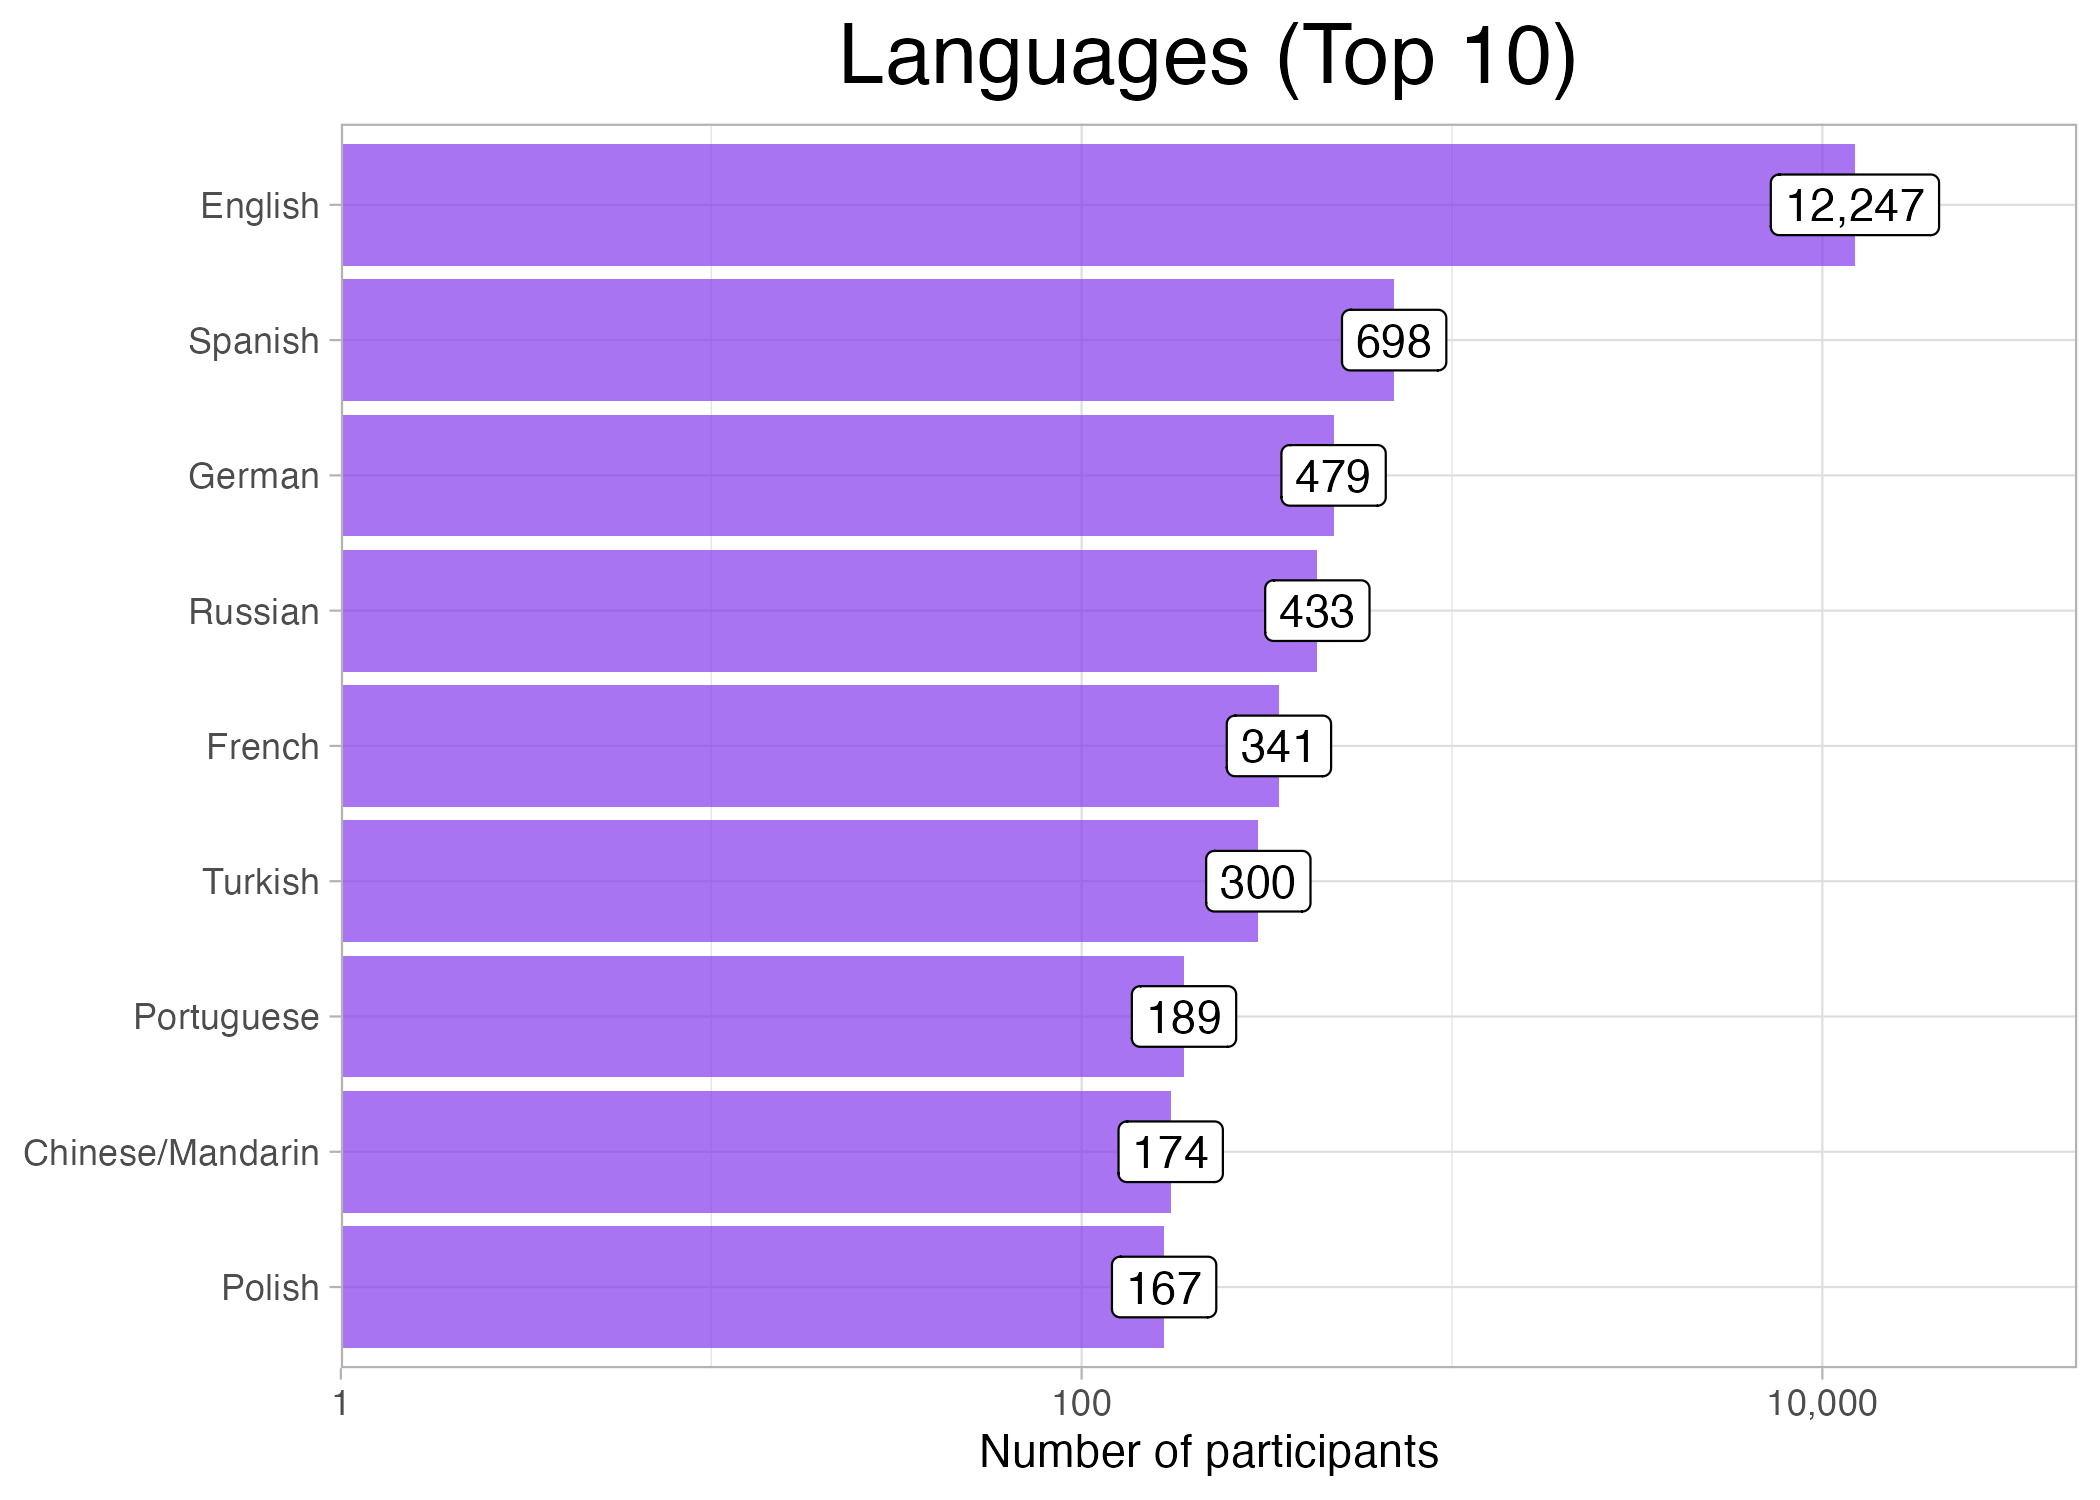 Languages (Top 10)
English 12,247
Spanish 698
German 479
Russian 433
French 341
Turkish 300
Portuguese 189
Chinese/Mandarin 174
Polish 167
1 100 10,000
Number of participants